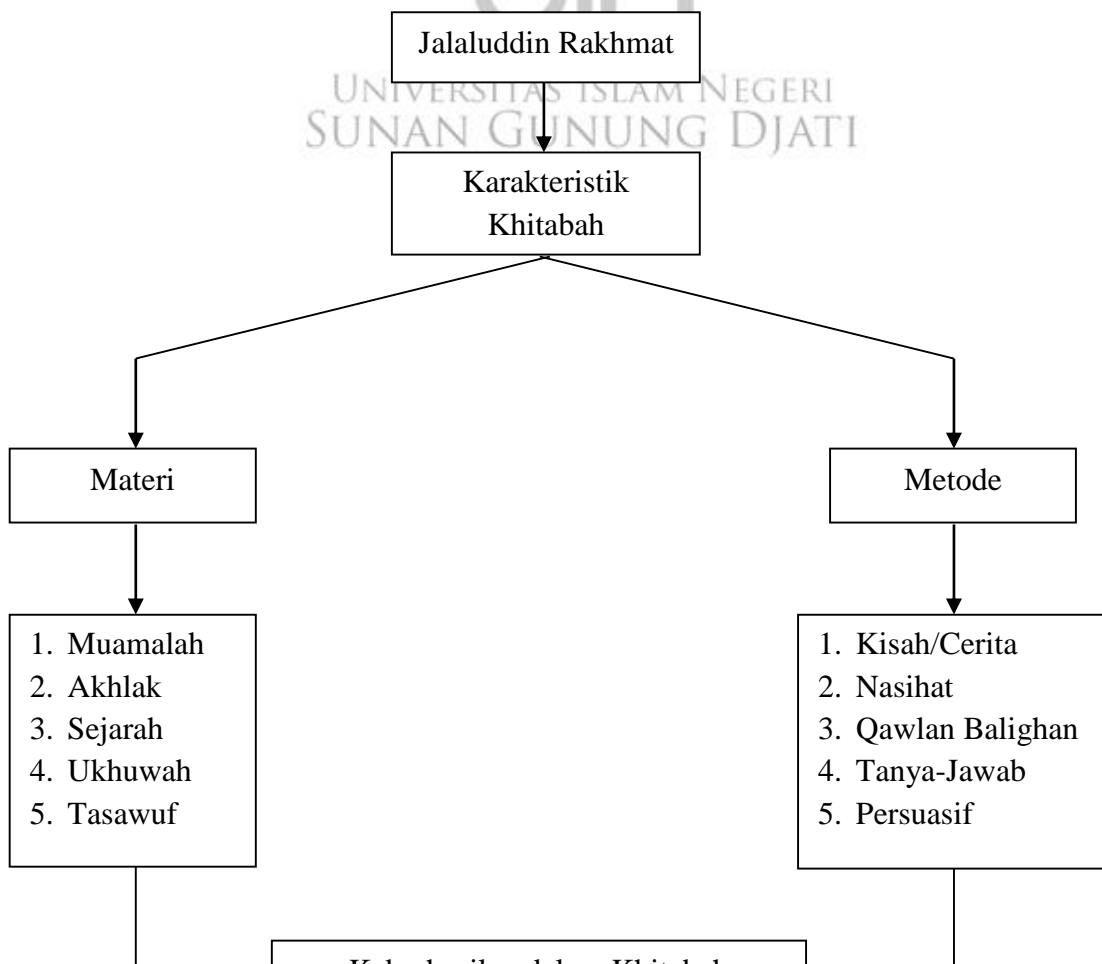 Jalaluddin Rakhmat
UNIVERSITAS ISLAM NEGERI
SUNAN GUNUNG DJATI
Karakteristik
Khitabah
Materi
Metode
1. Muamalah
2. Akhlak
3. Sejarah
4. Ukhuwah
5. Tasawuf
1. Kisah/Cerita
2. Nasihat
3. Qawlan Balighan
4. Tanya-Jawab
5. Persuasif